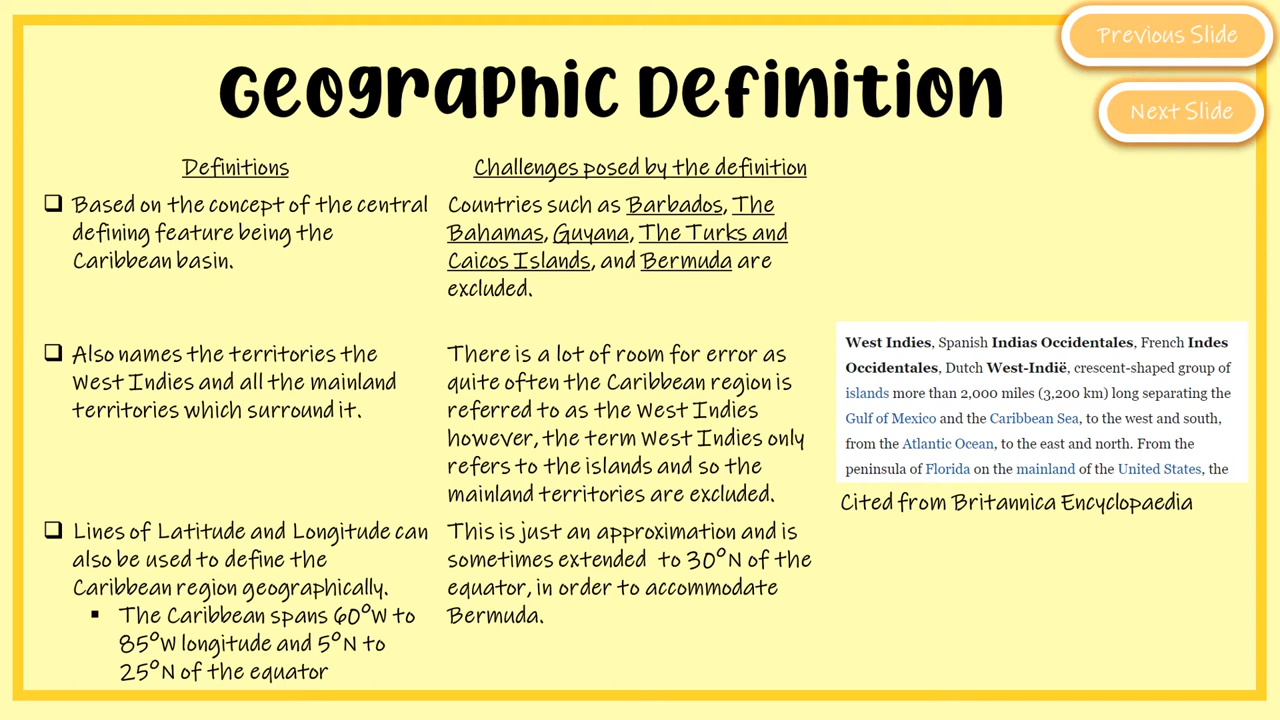 Previous Slide
Next Slide
Geographic Definition
Definitions
Based on the concept of the central
defining feature being the
Caribbean basin.
Challenges posed by the definition
Countries such as Barbados, The
Bahamas, Guyana, The Turks and
Caicos Islands, and Bermuda are
excluded.
Also names the territories the
West Indies and all the mainland
territories which surround it.
There is a lot of room for error as
quite often the Caribbean region is
referred to as the West Indies
however, the term West Indies only
refers to the islands and so the
mainland territories are excluded.
West Indies, Spanish Indias Occidentales, French Indes
Occidentales, Dutch West-Indië, crescent-shaped group of
islands more than 2,000 miles (3,200 km) long separating the
Gulf of Mexico and the Caribbean Sea, to the west and south,
from the Atlantic Ocean, to the east and north. From the
peninsula of Florida on the mainland of the United States, the
Cited from Britannica Encyclopaedia
Lines of Latitude and Longitude can
also be used to define the
Caribbean region geographically.
The Caribbean spans 60°W to
85°W longitude and 5°N to
25°N of the equator
This is just an approximation and is
sometimes extended to 30°N of the
equator, in order to accommodate
Bermuda.